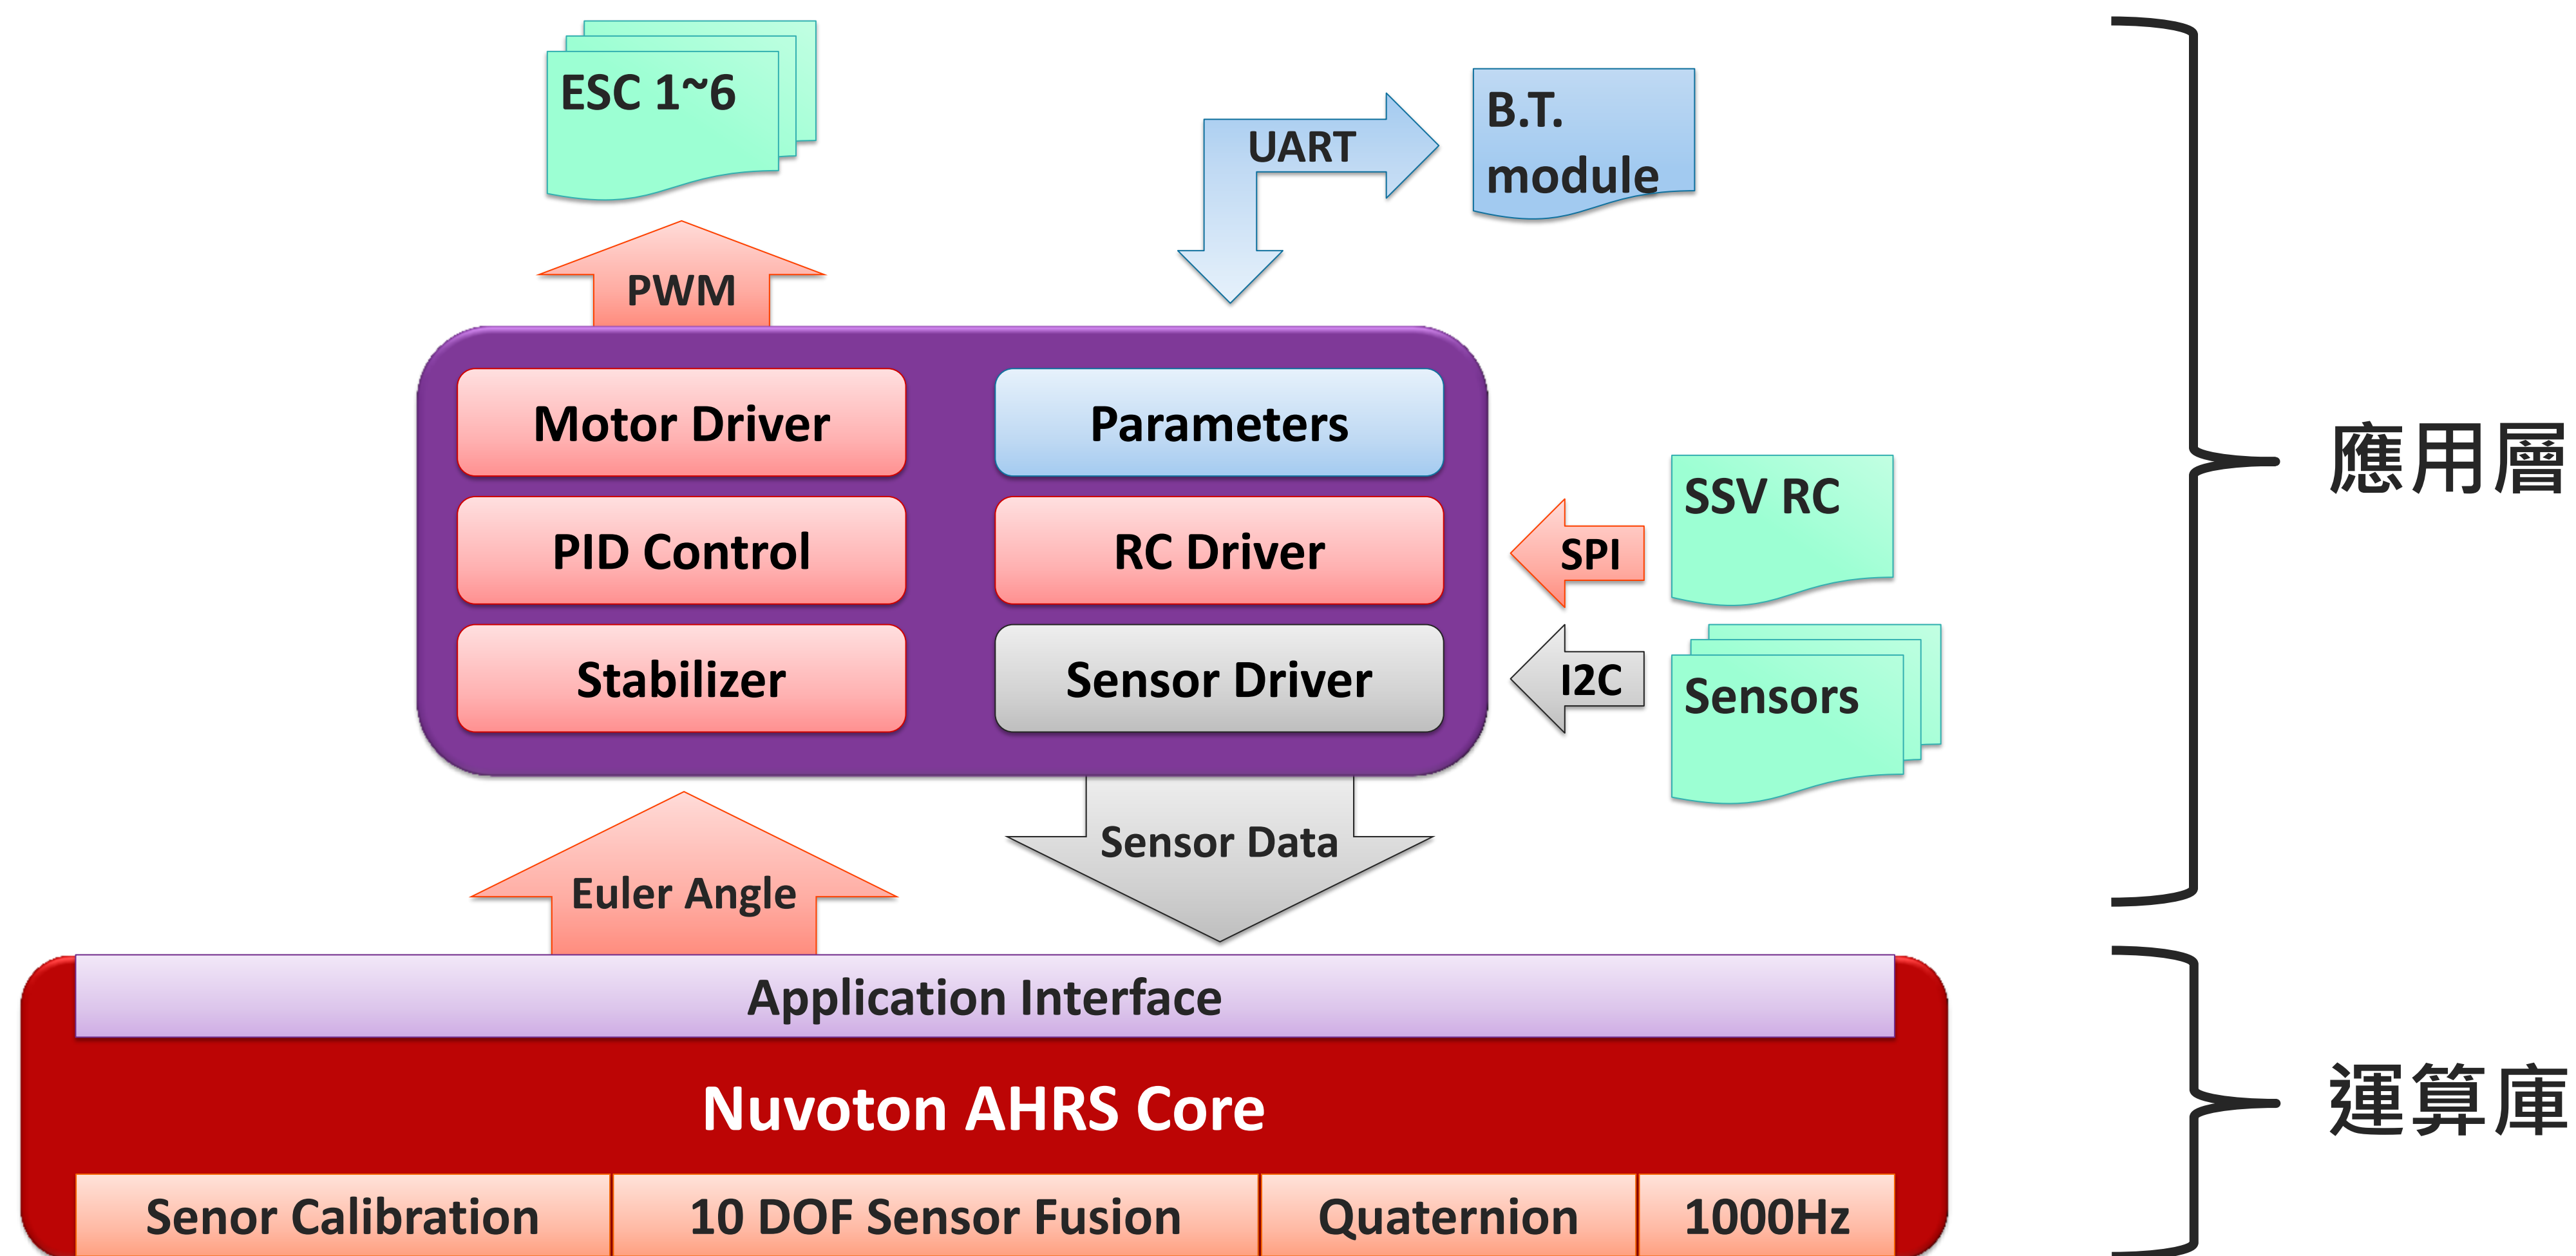 ESC 1~6
UART
B.T.
module
PWM
Motor Driver
Parameters
PID Control
RC Driver
Stabilizer
Sensor Driver
SPI
SSV RC
I2C
Sensors
應用層
Euler Angle
Sensor Data
Application Interface
Nuvoton AHRS Core
Senor Calibration
10 DOF Sensor Fusion
Quaternion
1000Hz
運算庫